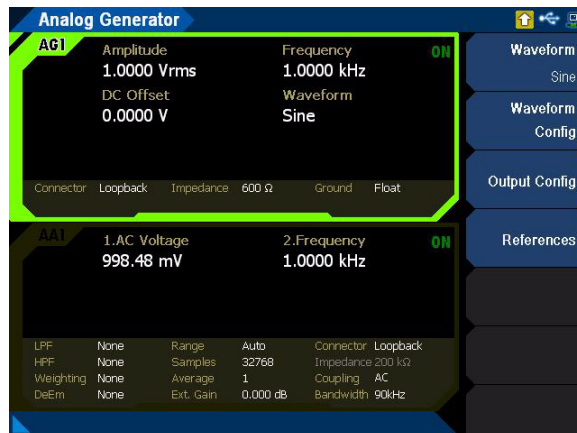 Analog Generator
AG1
Amplitude Frequency ON
1.0000 Vrms 1.0000 kHz
DC Offset Waveform
0.0000 V Sine
Connector Loopback Impedance 600 Ω Ground Float
AA1
1.AC Voltage 2.Frequency ON
998.48 mV 1.0000 kHz
LPF None Range Auto Connector Loopback
HPF None Samples 32768 Impedance 200 kΩ
Weighting None Average 1 Coupling AC
DeEm None Ext. Gain 0.000 dB Bandwidth 90kHz
Waveform
Sine
Waveform
Config
Output Config
References